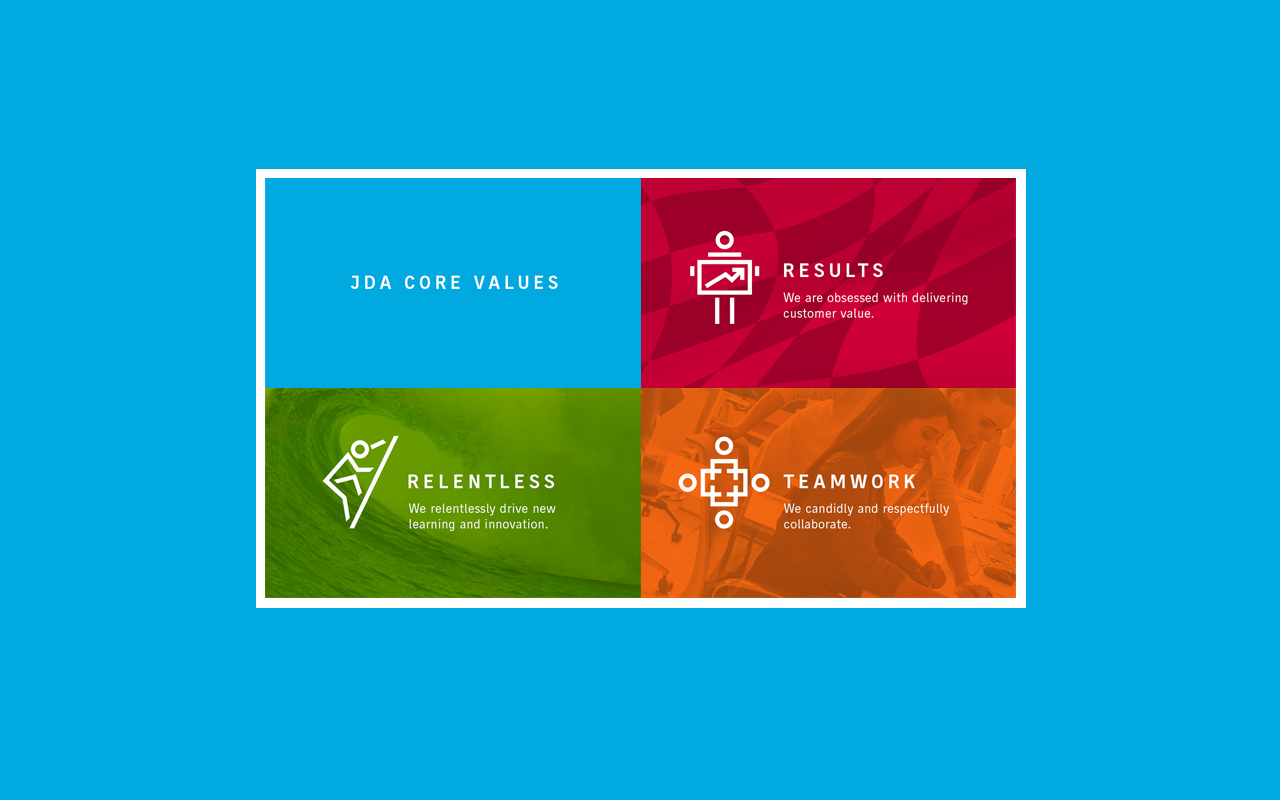 JDA CORE VALUES
RESULTS
We are obsessed with delivering
customer value.
RELENTLESS
We relentlessly drive new
learning and innovation.
TEAMWORK
We candidly and respectfully
collaborate.